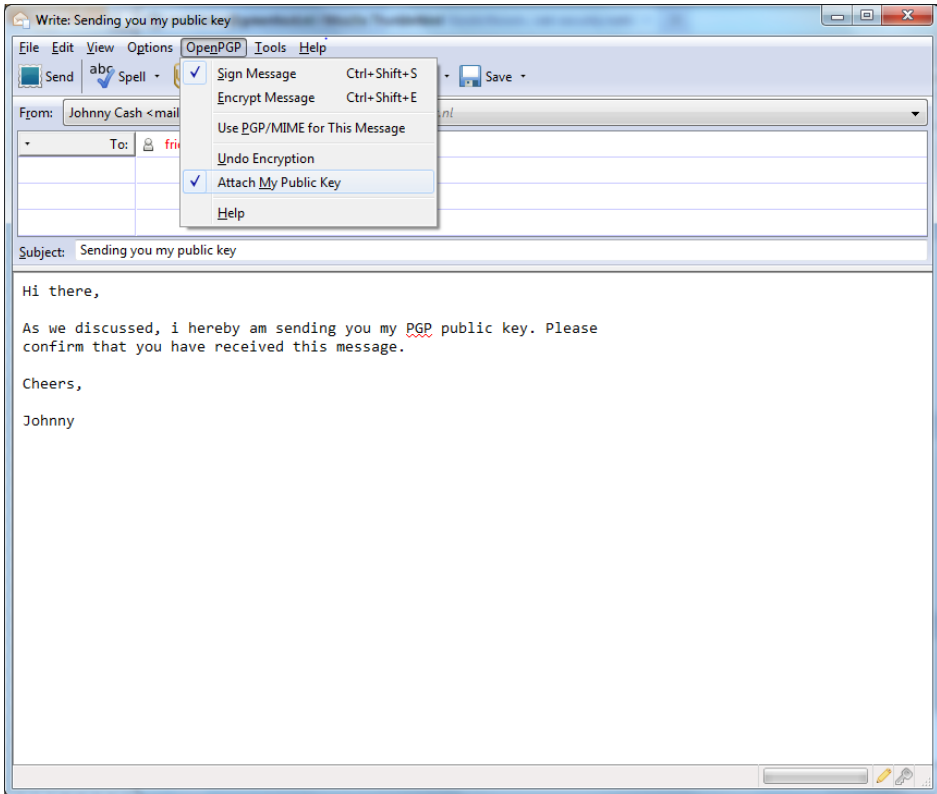 Write: Sending you my public key
File Edit View Options OpenPGP Tools Help
Send abc Spell Save
Sign Message Ctrl+Shift+S
Encrypt Message Ctrl+Shift+E
From: Johnny Cash <mail .nl
Use PGP/MIME for This Message
To: frie
Undo Encryption
Attach My Public Key
Help
Subject: Sending you my public key
Hi there,
As we discussed, i hereby am sending you my PGP public key. Please
confirm that you have received this message.
Cheers,
Johnny